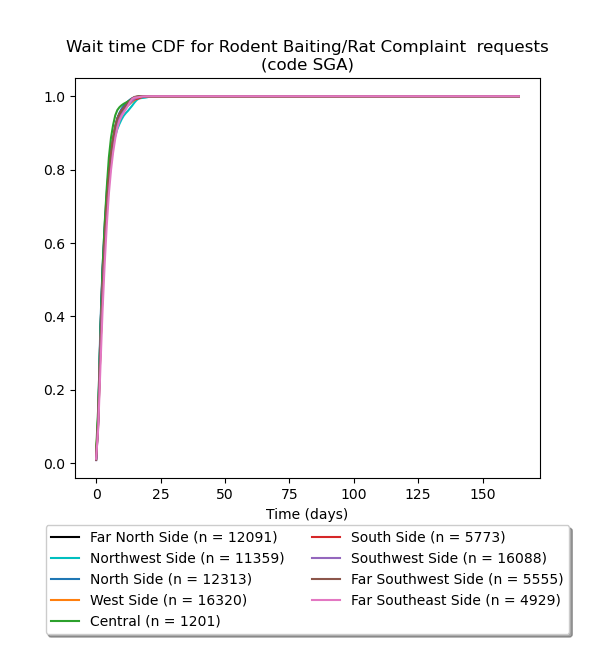 Wait time CDF for Rodent Baiting/Rat Complaint  requests
(code SGA)
1.0
0.8
0.6
0.4
0.2
0.0
0 25 50 75 100 125 150
Time (days)
Far North Side (n = 12091)
Northwest Side (n = 11359)
North Side (n = 12313)
West Side (n = 16320)
Central (n = 1201)
South Side (n = 5773)
Southwest Side (n = 16088)
Far Southwest Side (n = 5555)
Far Southeast Side (n = 4929)